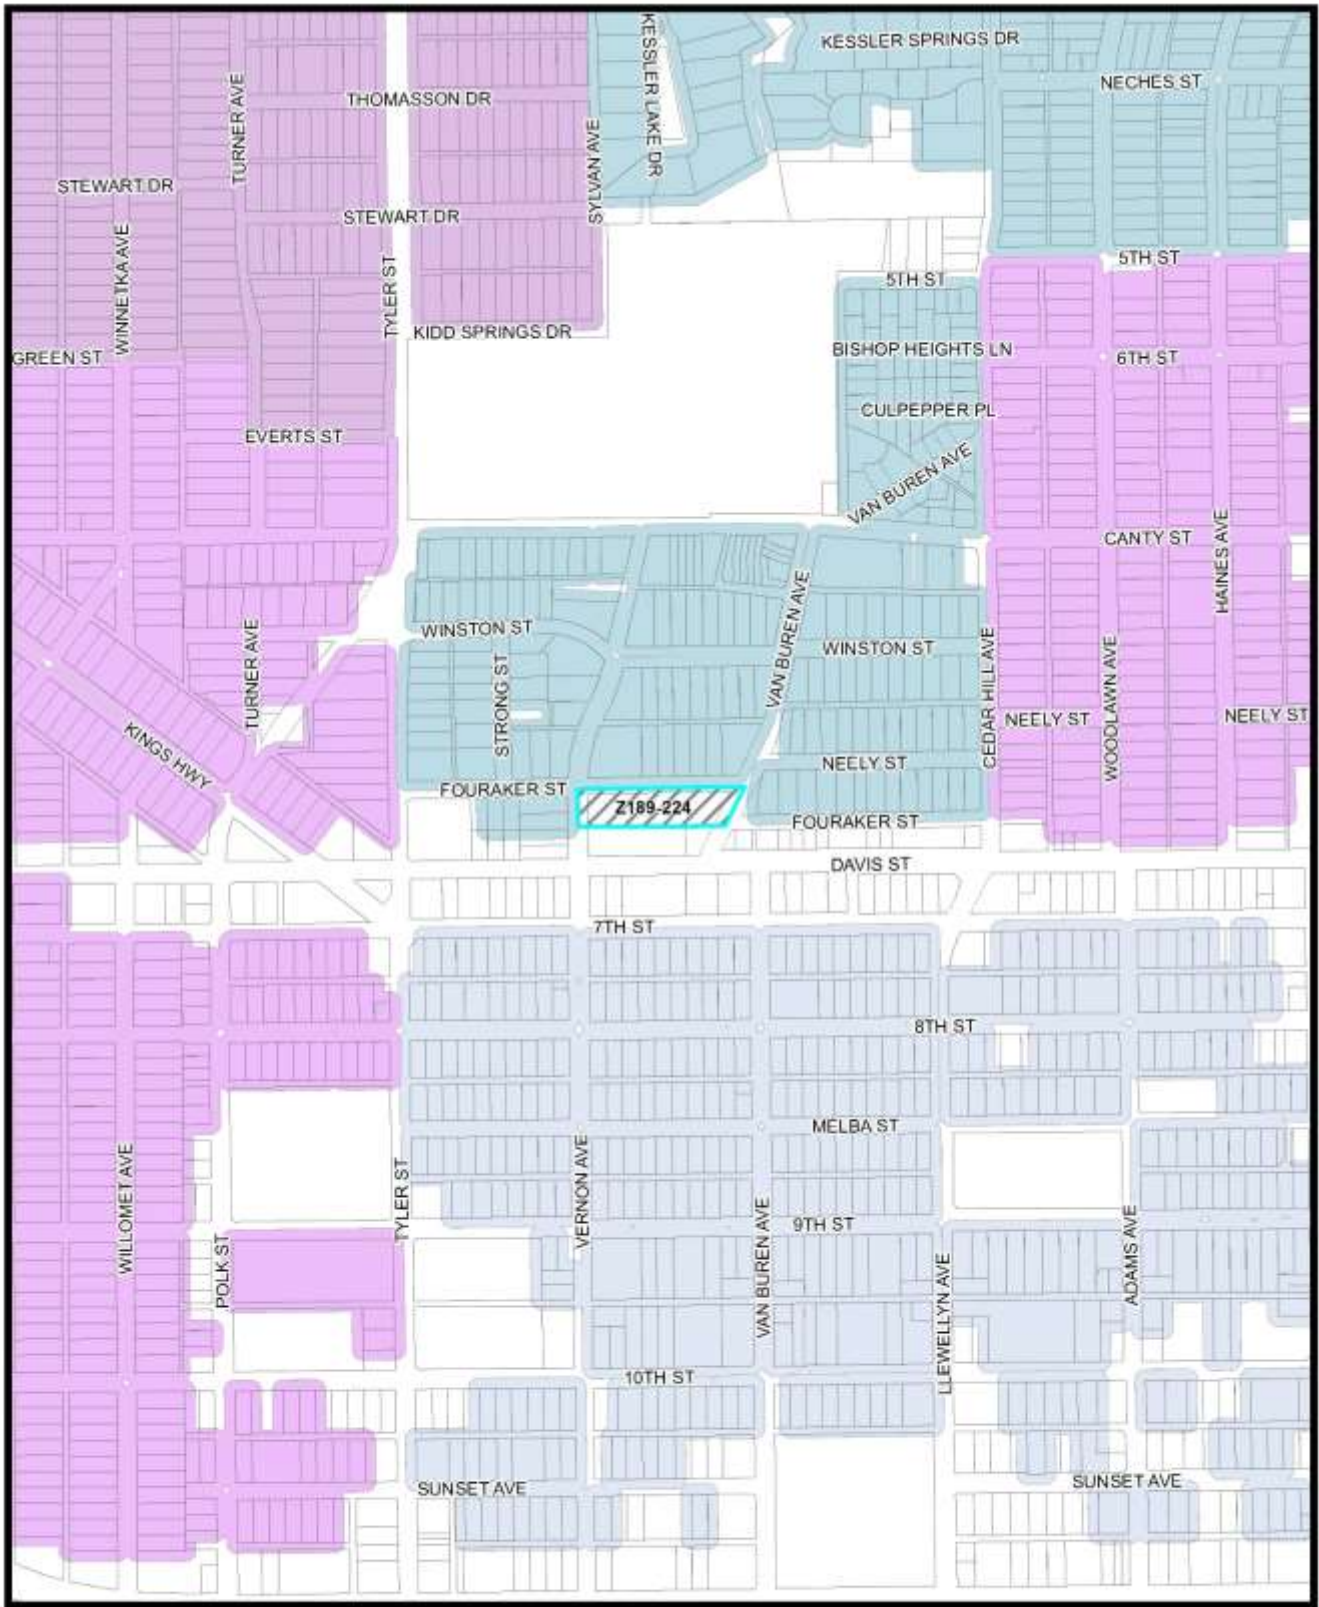 KESSLER LAKE DR
KESSLER SPRINGS DR
NECHES ST
TURNER AVE
THOMASSON DR
SYLVAN AVE
STEWART DR
STEWART DR
WINNETKA AVE
TYLER ST
5TH ST
5TH ST
KIDD SPRINGS DR
GREEN ST
BISHOP HEIGHTS LN
6TH ST
CULPEPPER PL
EVERTS ST
VAN BUREN AVE
CANTY ST
HAINES AVE
WINSTON ST
VAN BUREN AVE
WINSTON ST
TURNER AVE
STRONG ST
CEDAR HILL AVE
WOODLAWN AVE
NEELY ST
NEELY ST
KINGS HWY
NEELY ST
FOURAKER ST
Z189-224
FOURAKER ST
DAVIS ST
7TH ST
8TH ST
MELBA ST
WILLOMET AVE
TYLER ST
VERNON AVE
9TH ST
POLK ST
VAN BUREN AVE
LLEWELLYN AVE
ADAMS AVE
10TH ST
SUNSET AVE
SUNSET AVE